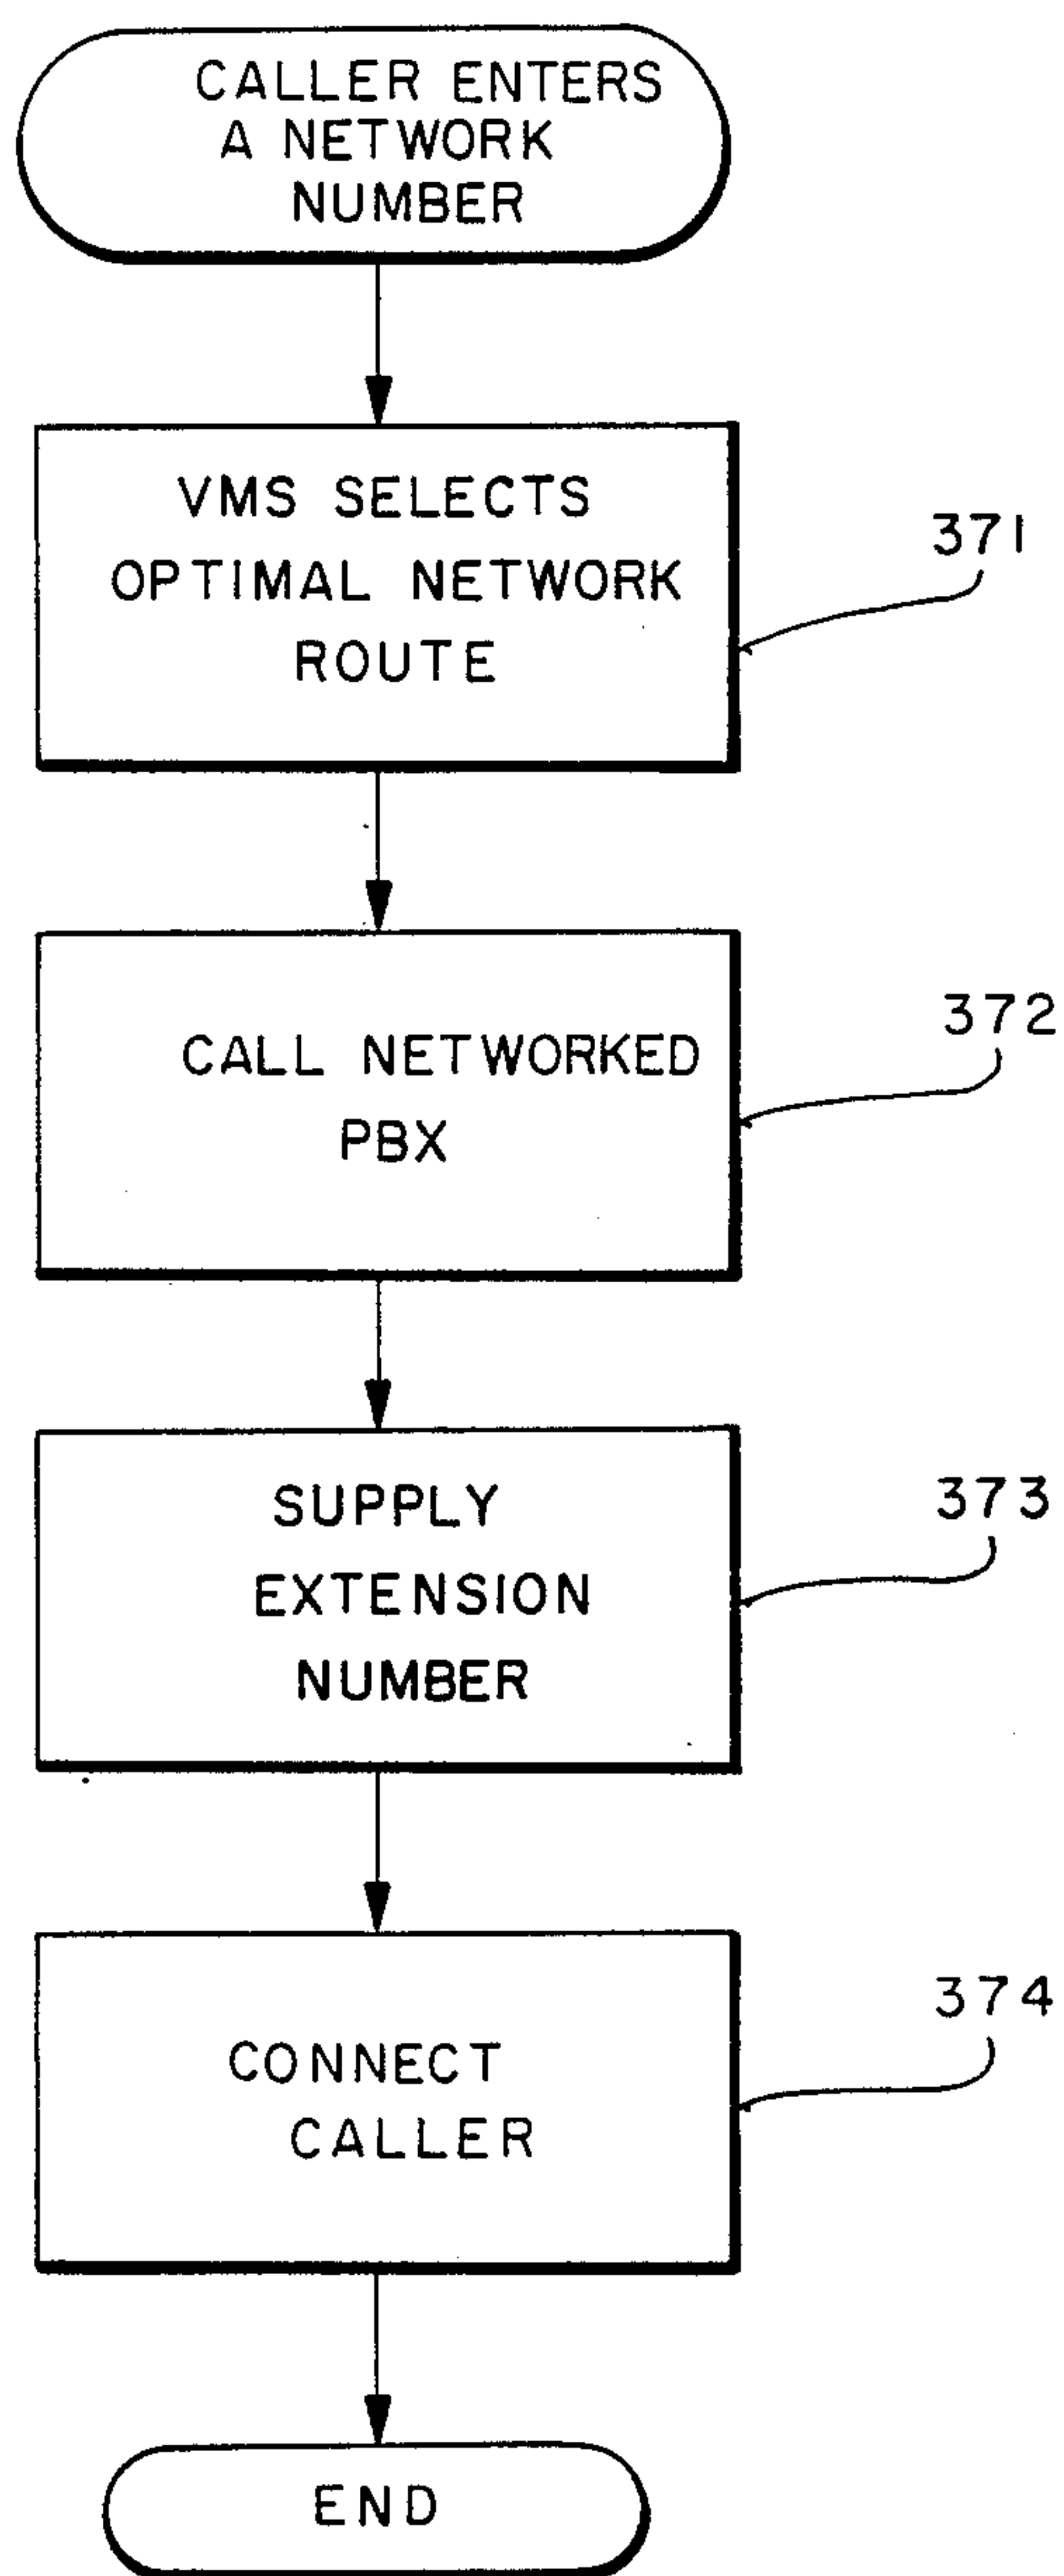 CALLER ENTERS
A NETWORK
NUMBER
VMS SELECTS
OPTIMAL NETWORK
ROUTE
371
CALL NETWORKED
PBX
372
SUPPLY
EXTENSION
NUMBER
373
CONNECT
CALLER
374
END